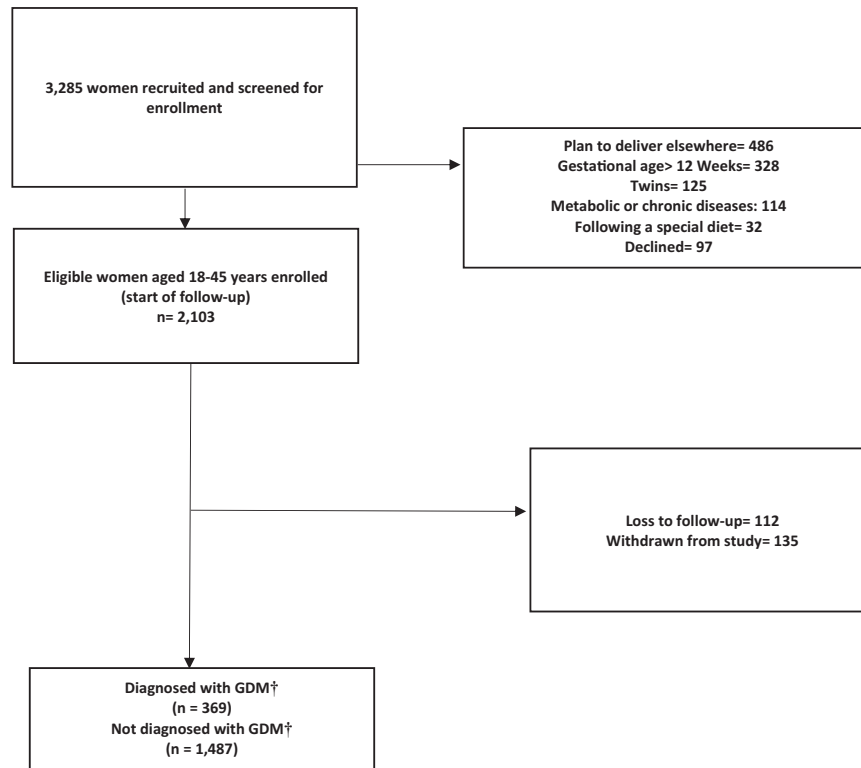 3,285 women recruited and screened for
enrollment
Plan to deliver elsewhere= 486
Gestational age> 12 Weeks= 328
Twins= 125
Metabolic or chronic diseases: 114
Following a special diet= 32
Declined= 97
Eligible women aged 18-45 years enrolled
(start of follow-up)
n= 2,103
Loss to follow-up= 112
Withdrawn from study= 135
Diagnosed with GDM†
(n = 369)
Not diagnosed with GDM†
(n = 1,487)